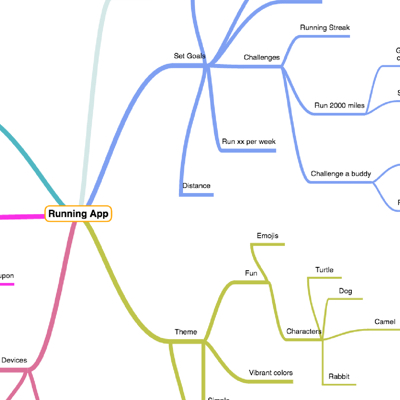 Running Streak
Set Goals
Challenges
Run 2000 miles
Run xx per week
Challenge a buddy
Distance
Running App
Emojis
Turtle
Fun
upon
Dog
Camel
Theme
Characters
Devices
Vibrant colors
Rabbit
Simple